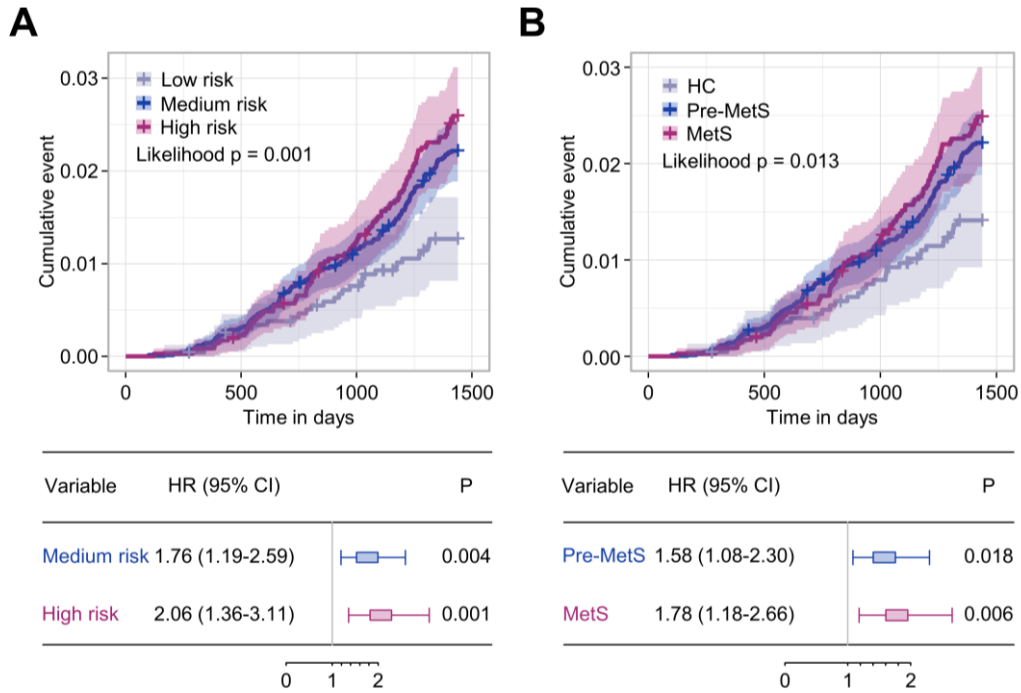 A
Cumulative event
0.03
0.02
0.01
0.00
Low risk
Medium risk
High risk
Likelihood p = 0.001
0 500 1000 1500
Time in days
Variable HR (95% CI) P
Medium risk 1.76 (1.19-2.59) 0.004
High risk 2.06 (1.36-3.11) 0.001
0 1 2
B
Cumulative event
0.03
0.02
0.01
0.00
HC
Pre-MetS
MetS
Likelihood p = 0.013
0 500 1000 1500
Time in days
Variable HR (95% CI) P
Pre-MetS 1.58 (1.08-2.30) 0.018
MetS 1.78 (1.18-2.66) 0.006
0 1 2